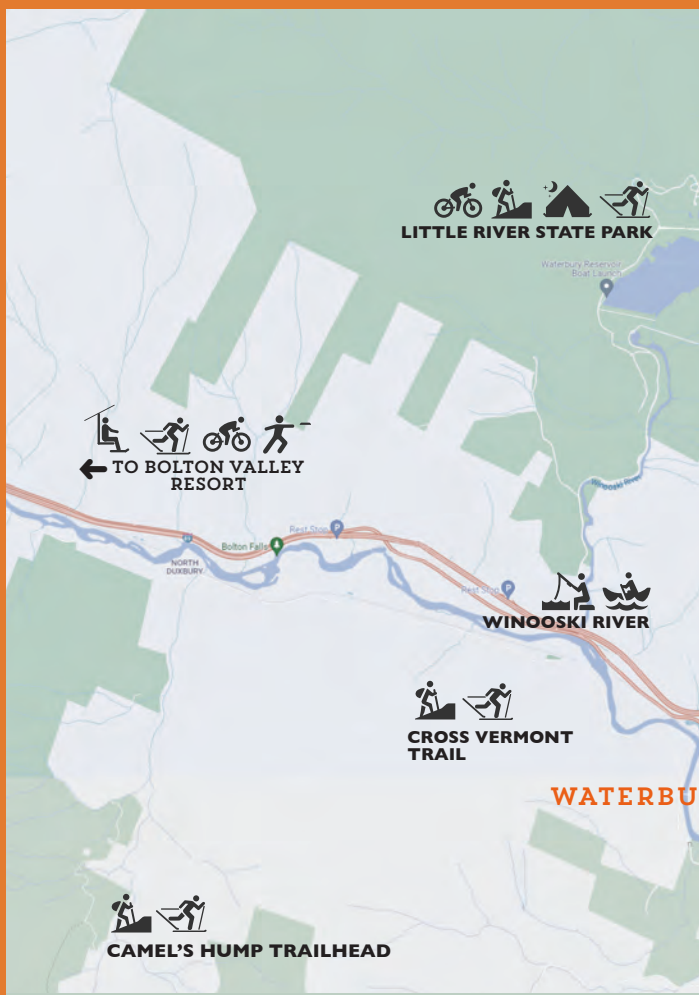 LITTLE RIVER STATE PARK
Waterbury Reservoir
Boat Launch
TO BOLTON VALLEY
RESORT
Winooski River
Rest Stop
P
Bolton Falls
NORTH
DUXBURY
Rest Stop
P
WINOOSKI RIVER
CROSS VERMONT
TRAIL
WATERBU
CAMEL'S HUMP TRAILHEAD